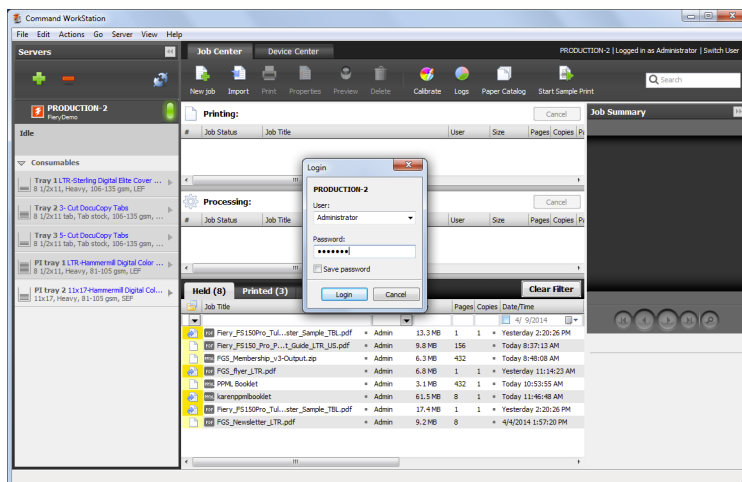 Command WorkStation
File Edit Actions Go Server View Help
Servers
Job Center Device Center
PRODUCTION-2 | Logged in as Administrator | Switch User
New job Import Print Properties Preview Delete Calibrate Logs Paper Catalog Start Sample Print
Search
PRODUCTION-2
FieryDemo
Idle
Consumables
Tray 1 LTR-Sterling Digital Elite Cover ...
8 1/2x11, Heavy, 106-135 gsm, LEF
Tray 2 3- Cut DocuCopy Tabs
8 1/2x11 tab, Tab stock, 106-135 gsm, ...
Tray 3 5- Cut DocuCopy Tabs
8 1/2x11 tab, Tab stock, 106-135 gsm, ...
PI tray 1 LTR-Hammermill Digital Color ...
8 1/2x11, Heavy, 81-105 gsm, LEF
PI tray 2 11x17-Hammermill Digital Col...
11x17, Heavy, 81-105 gsm, SEF
Printing:
Cancel
# Job Status Job Title User Size Pages Copies
Processing:
Cancel
# Job Status Job Title User Size Pages Copies
Login
PRODUCTION-2
User:
Administrator
Password:
Save password
Login Cancel
Held (8) Printed (3)
Clear Filter
Job Title Pages Copies Date/Time
4/ 9/2014
Fiery_FS150Pro_Tul...ster_Sample_TBL.pdf Admin 13.3 MB 1 1 Yesterday 2:20:26 PM
Fiery_FS150_Pro_P...t_Guide_LTR_US.pdf Admin 9.8 MB 156 Today 8:37:13 AM
FGS_Membership_v3-Output.zip Admin 6.3 MB 432 Today 8:48:08 AM
FGS_flyer_LTR.pdf Admin 6.8 MB 1 1 Yesterday 11:14:23 AM
PPML Booklet Admin 3.1 MB 432 1 Today 10:53:55 AM
karenppmlbooklet Admin 61.5 MB 8 1 Today 11:46:48 AM
Fiery_FS150Pro_Tul...ster_Sample_TBL.pdf Admin 17.4 MB 1 1 Yesterday 2:20:26 PM
FGS_Newsletter_LTR.pdf Admin 9.2 MB 8 4/4/2014 1:57:20 PM
Job Summary